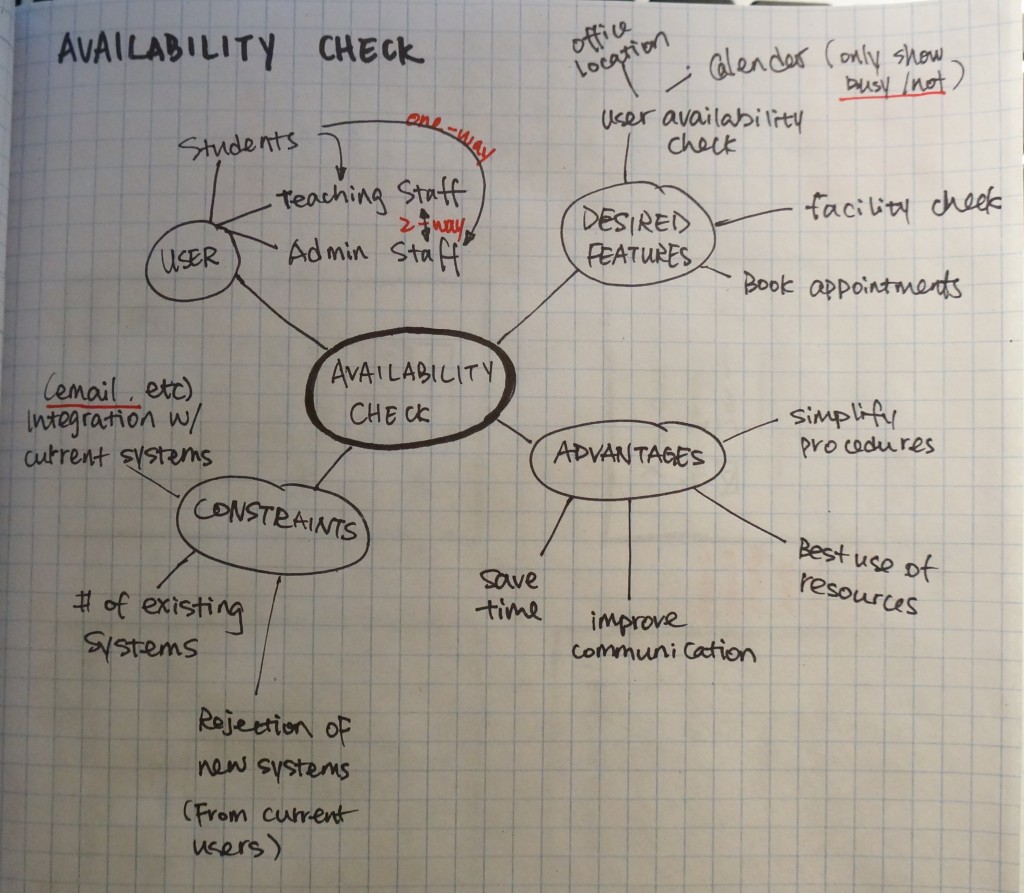 AVAILABILITY CHECK
office
location
Calender (only show
busy/not)
user availability
check
Students
one-way
Teaching Staff
2-way
Admin Staff
USER
DESIRED
FEATURES
facility check
Book appointments
AVAILABILITY
CHECK
(email, etc)
Integration w/
current systems
CONSTRAINTS
# of existing
systems
Rejection of
new systems
(From current
users)
ADVANTAGES
simplify
procedures
Best use of
resources
save
time
improve
communication